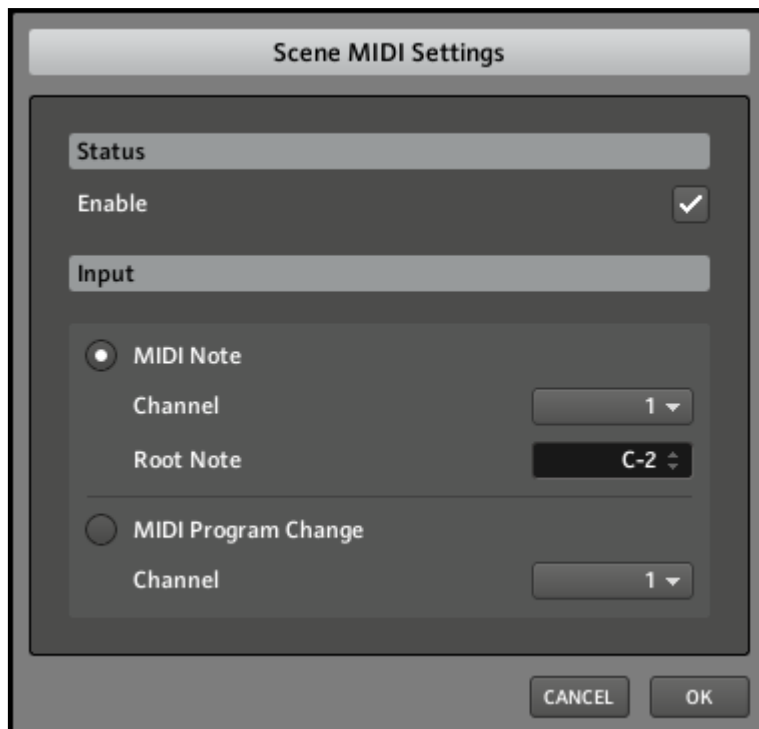 Scene MIDI Settings
Status
Enable
Input
MIDI Note
Channel 1
Root Note C-2
MIDI Program Change
Channel 1
CANCEL OK